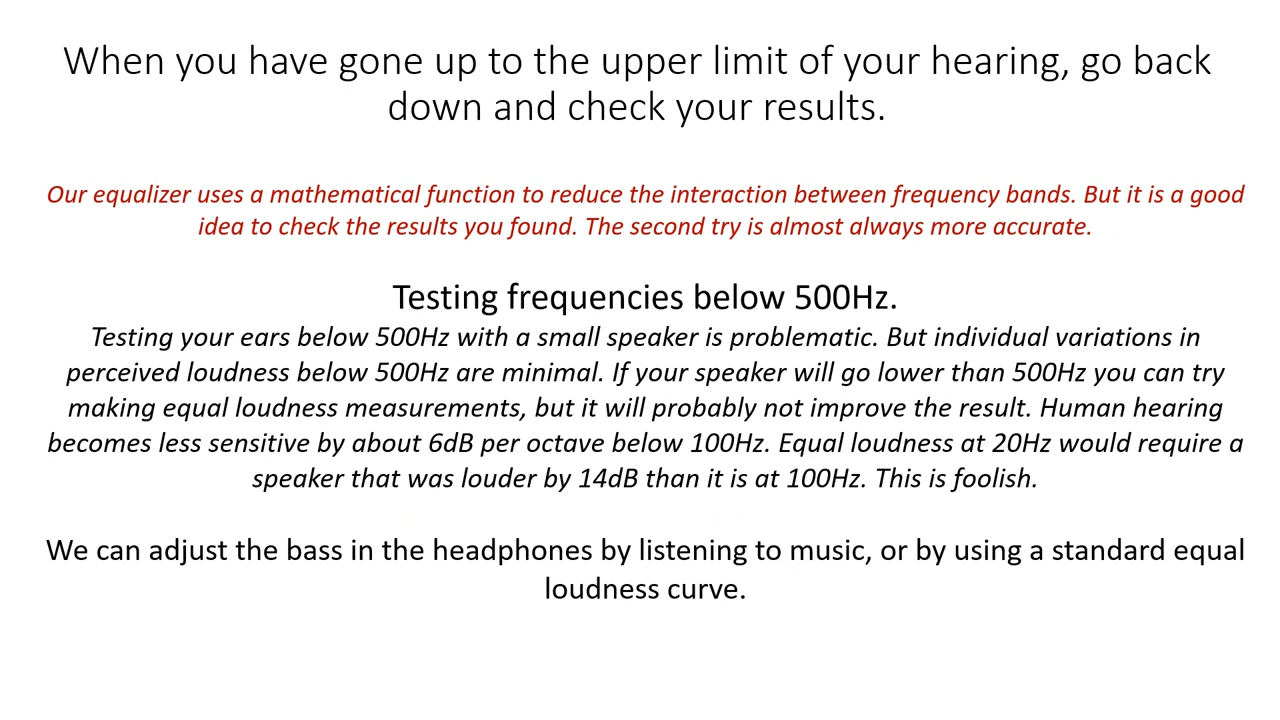 When you have gone up to the upper limit of your hearing, go back
down and check your results.
Our equalizer uses a mathematical function to reduce the interaction between frequency bands. But it is a good
idea to check the results you found. The second try is almost always more accurate.
Testing frequencies below 500Hz.
Testing your ears below 500Hz with a small speaker is problematic. But individual variations in
perceived loudness below 500Hz are minimal. If your speaker will go lower than 500Hz you can try
making equal loudness measurements, but it will probably not improve the result. Human hearing
becomes less sensitive by about 6dB per octave below 100Hz. Equal loudness at 20Hz would require a
speaker that was louder by 14dB than it is at 100Hz. This is foolish.
We can adjust the bass in the headphones by listening to music, or by using a standard equal
loudness curve.